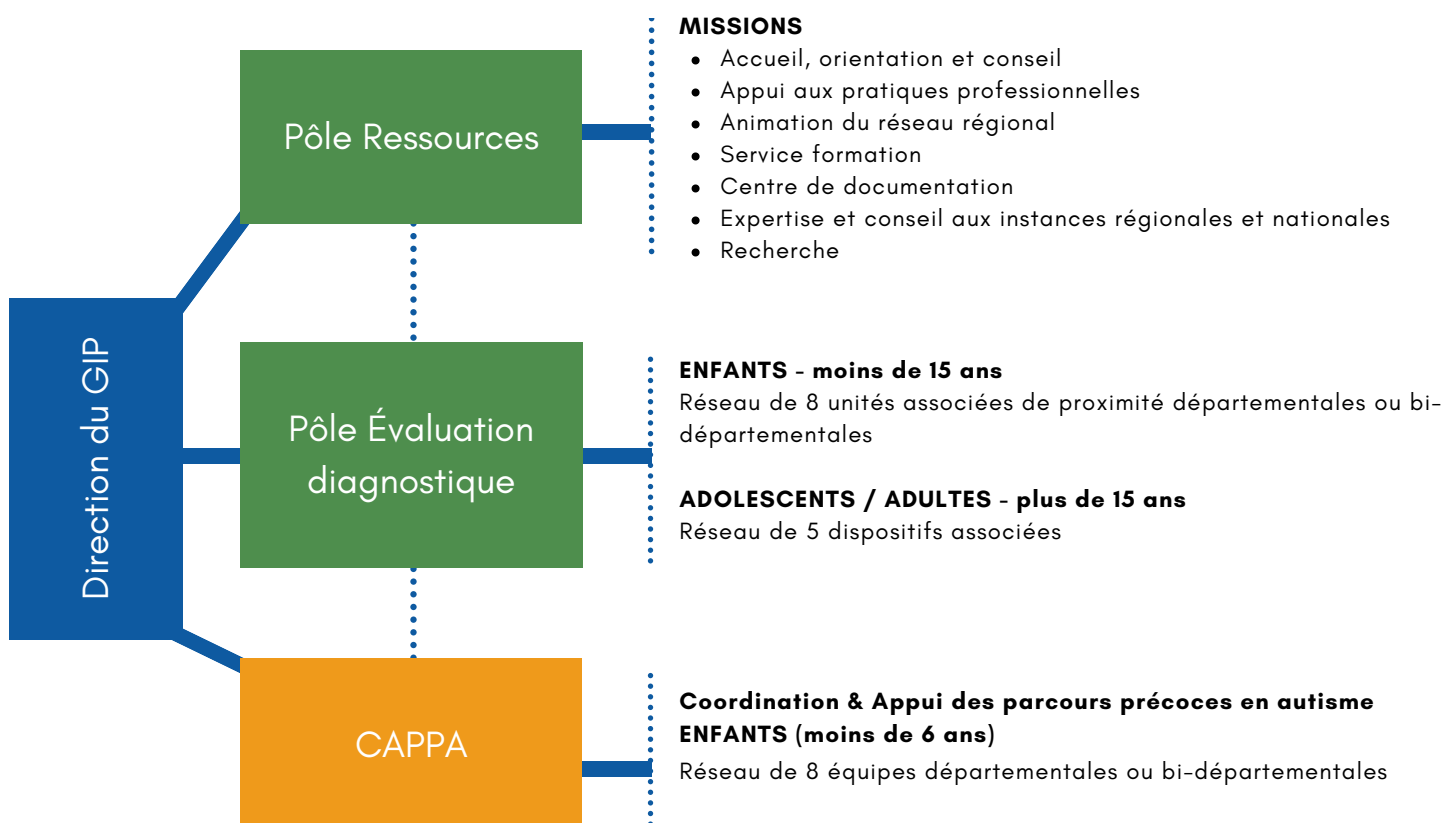 MISSIONS
• Accueil, orientation et conseil
• Appui aux pratiques professionnelles
• Animation du réseau régional
• Service formation
• Centre de documentation
• Expertise et conseil aux instances régionales et nationales
• Recherche
Pôle Ressources
Direction du GIP
Pôle Évaluation
diagnostique
ENFANTS - moins de 15 ans
Réseau de 8 unités associées de proximité départementales ou bi-
départementales
ADOLESCENTS / ADULTES - plus de 15 ans
Réseau de 5 dispositifs associées
CAPPA
Coordination & Appui des parcours précoces en autisme
ENFANTS (moins de 6 ans)
Réseau de 8 équipes départementales ou bi-départementales